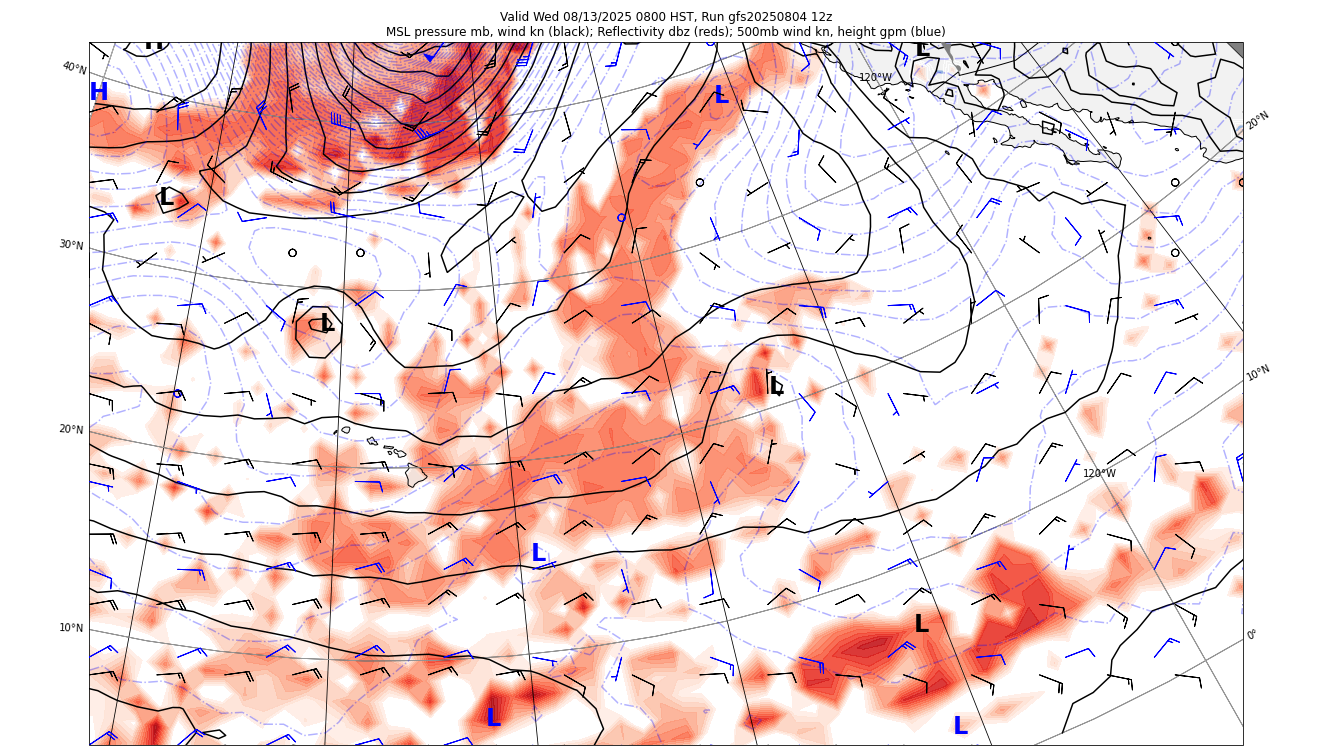 Valid Wed 08/13/2025 0800 HST, Run gfs20250804 12z
MSL pressure mb, wind kn (black); Reflectivity dbz (reds); 500mb wind kn, height gpm (blue)
H
L
40°N
120°W
H
L
20°N
L
30°N
L
10°N
L
20°N
120°W
L
10°N
L
0°
L
L